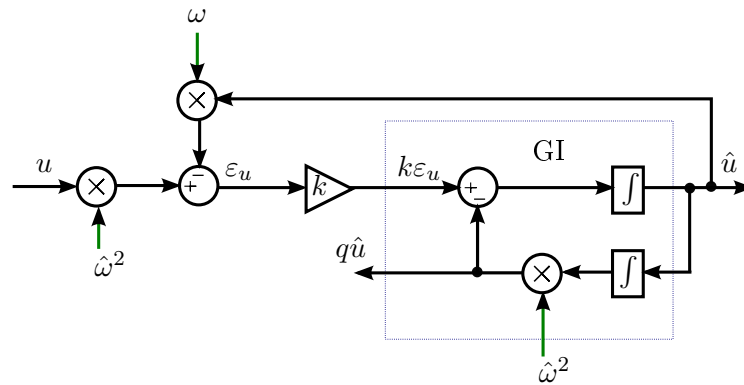 ω
GI
u
×
×
+
−
ε_u
k
kε_u
+
−
∫
û
ω̂²
qû
×
∫
ω̂²